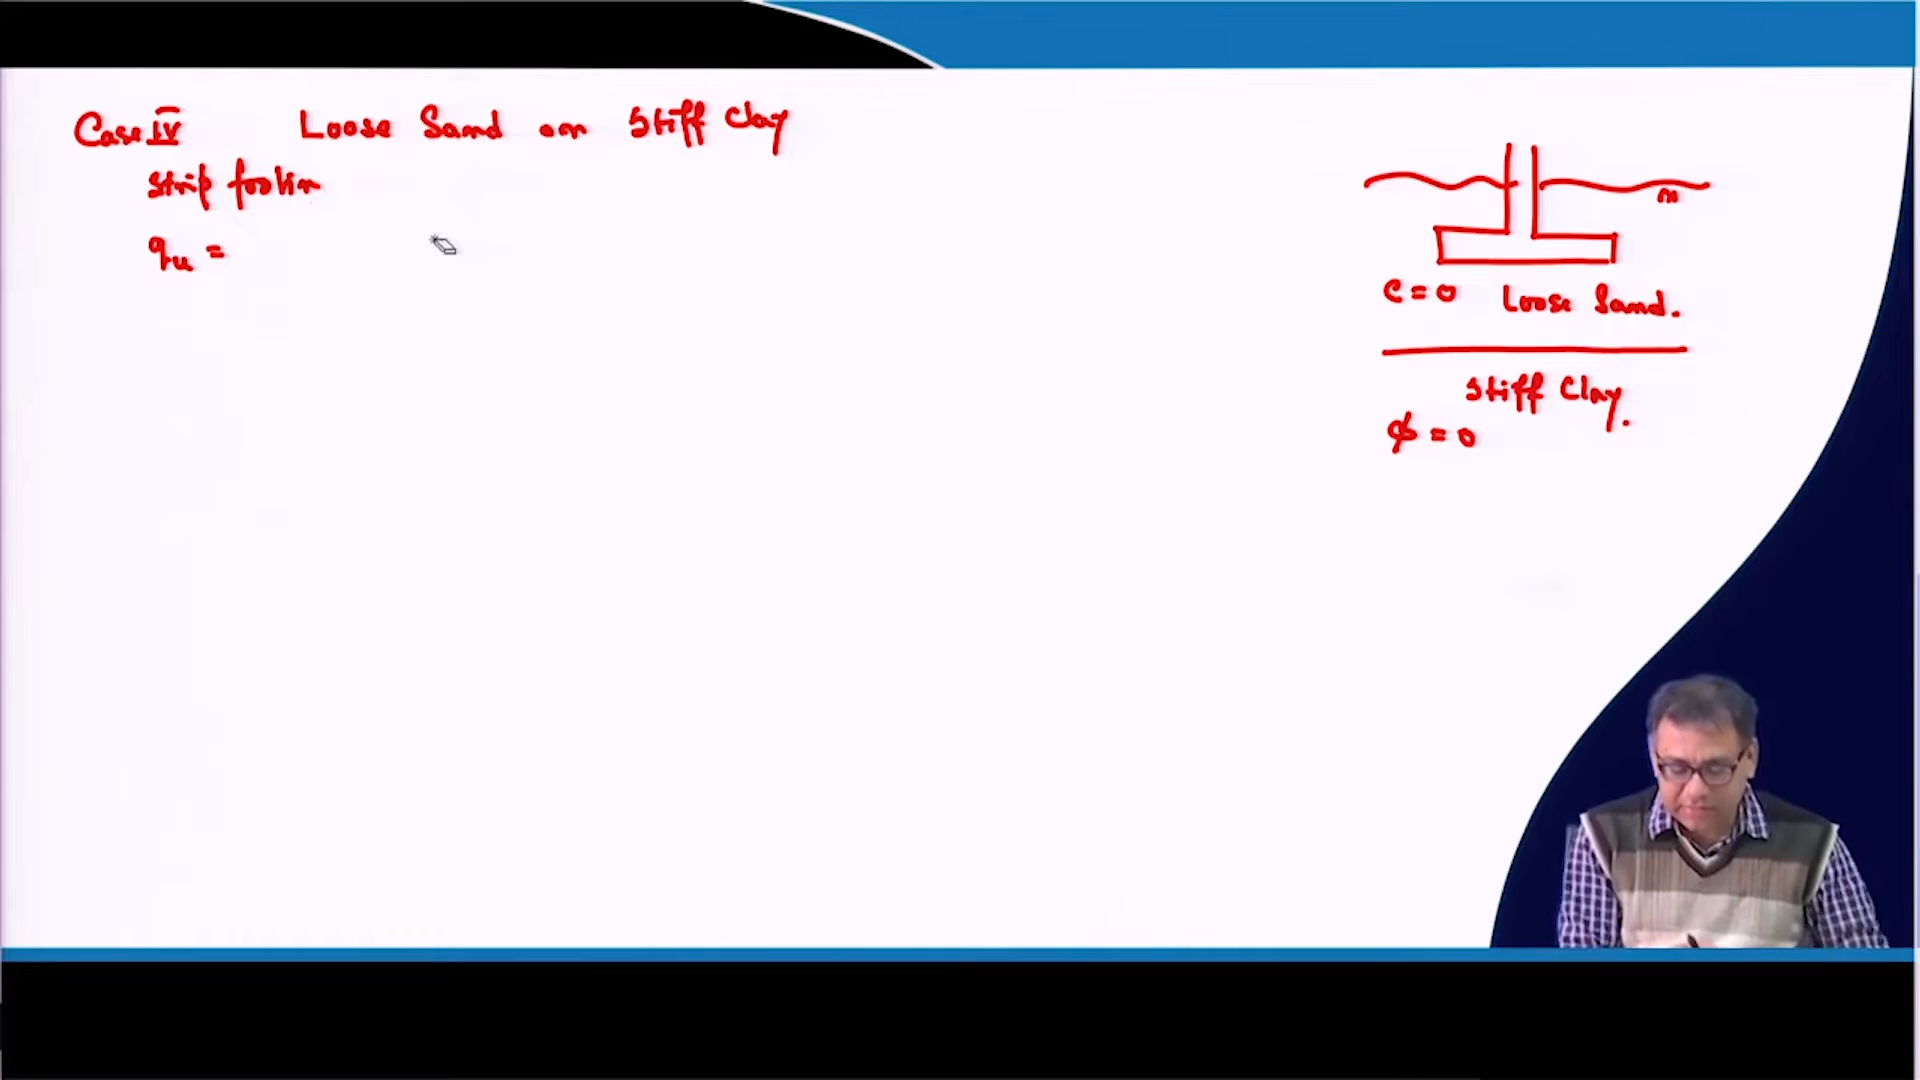 Case IV Loose Sand on Stiff Clay
Strip footin
qu =
C = 0 Loose Sand.
Stiff Clay.
φ = 0